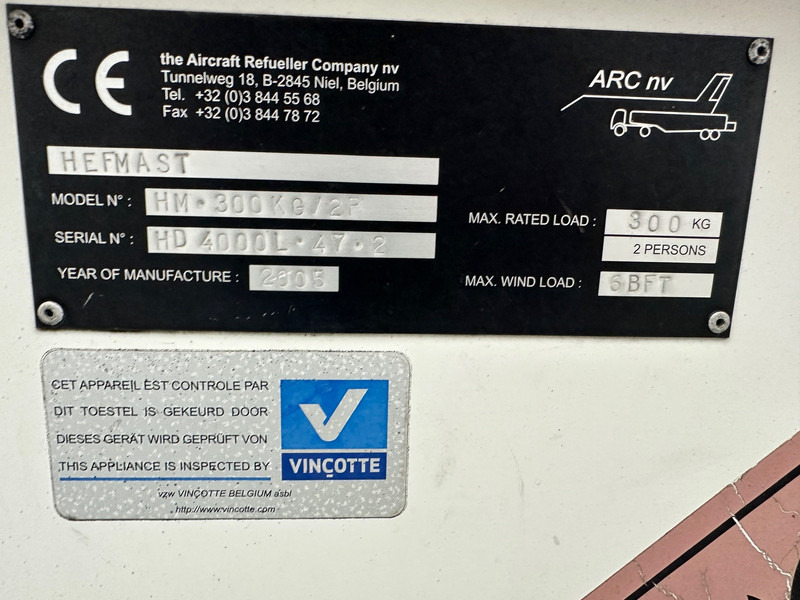 CE
the Aircraft Refueller Company nv
Tunnelweg 18, B-2845 Niel, Belgium
Tel. +32 (0)3 844 55 68
Fax +32 (0)3 844 78 72
ARC nv
HEFMAST
MODEL N° : HM•300KG/2P
SERIAL N° : HD 4000L•47•2
YEAR OF MANUFACTURE : 2005
MAX. RATED LOAD : 300 KG
2 PERSONS
MAX. WIND LOAD : 6BFT
CET APPAREIL EST CONTROLE PAR
DIT TOESTEL IS GEKEURD DOOR
DIESES GERÄT WIRD GEPRÜFT VON
THIS APPLIANCE IS INSPECTED BY
VINÇOTTE
vzw VINÇOTTE BELGIUM asbl
http://www.vincotte.com